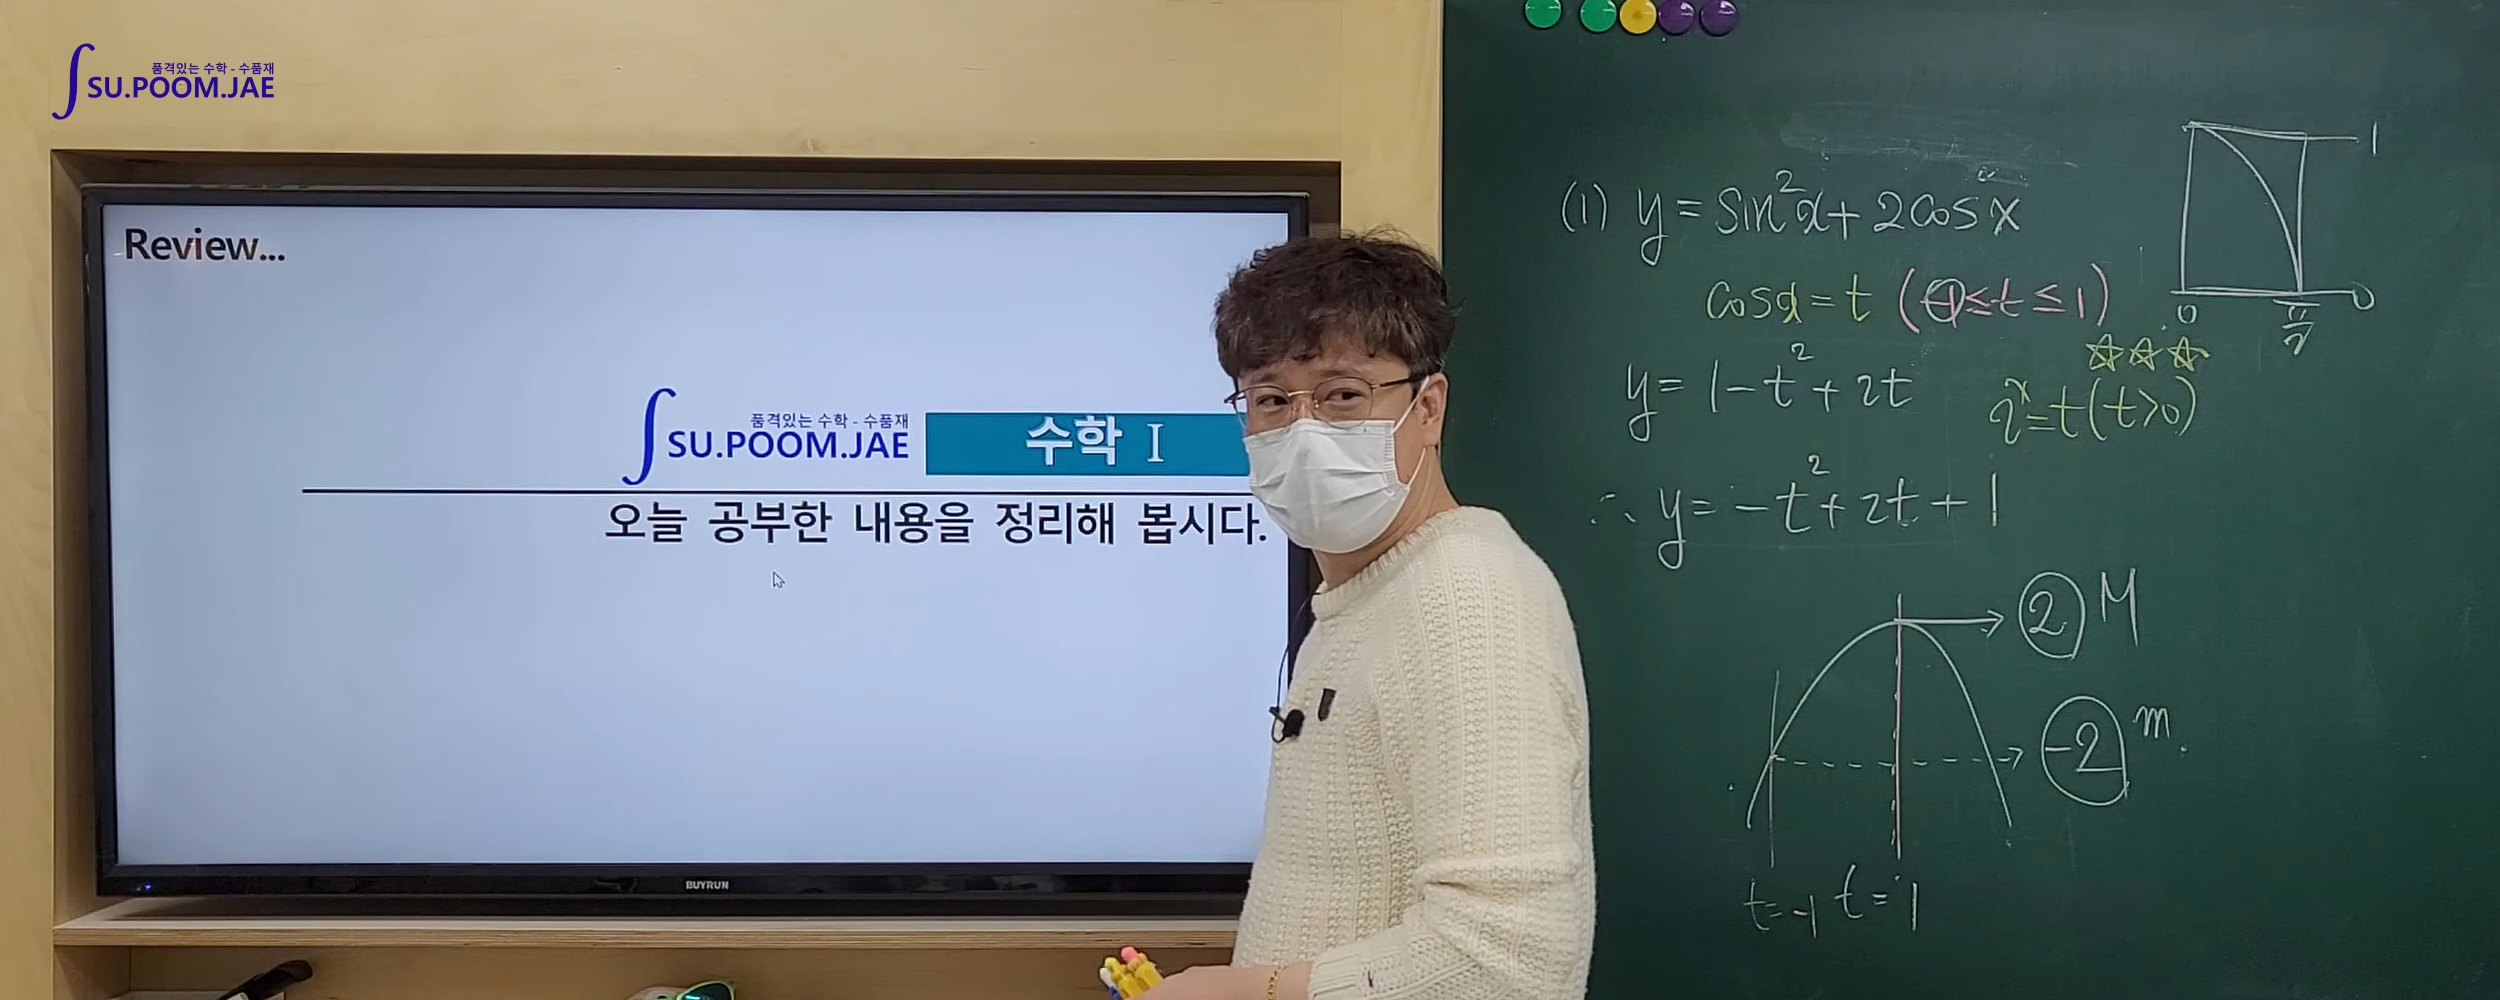 품격있는 수학 - 수품재
SU.POOM.JAE
Review...
품격있는 수학 - 수품재
SU.POOM.JAE
수학 I
오늘 공부한 내용을 정리해 봅시다.
BUYRUN
(1) y = sin²x + 2cosx
cosx = t (-1 ≤ t ≤ 1)
y = 1 - t² + 2t
2ˣ = t (t > 0)
∴ y = -t² + 2t + 1
2 M
-2 m
t = -1 t = 1
1
0
0
π/2